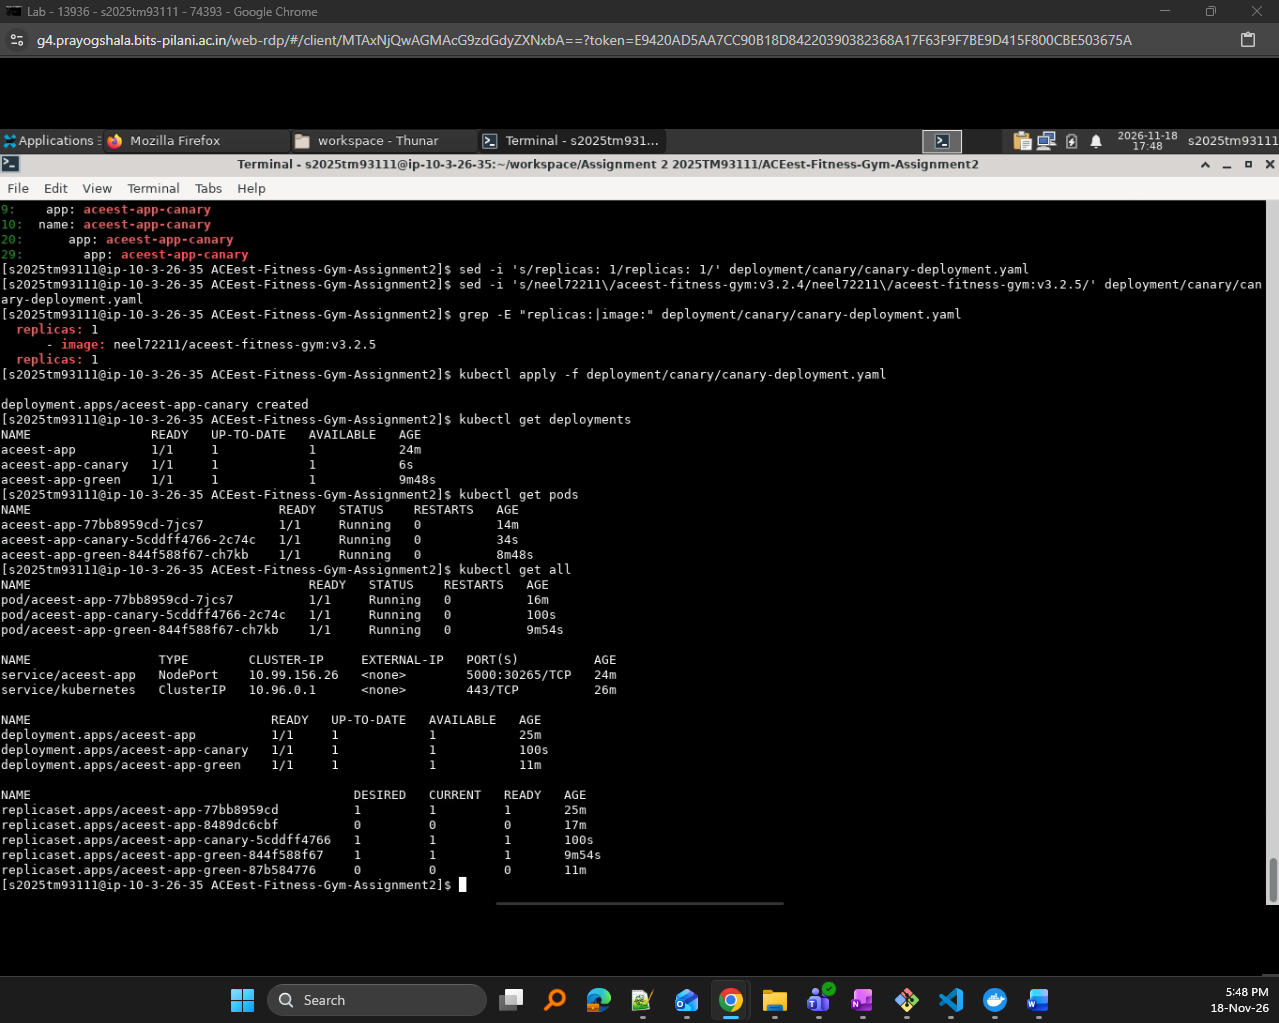 Lab - 13936 - s2025tm93111 - 74393 - Google Chrome
g4.prayogshala.bits-pilani.ac.in/web-rdp/#/client/MTAxNjQwAGMAcG9zdGdyZXNxbA==?token=E9420AD5AA7CC90B18D84220390382368A17F63F9F7BE9D415F800CBE503675A
Applications Mozilla Firefox workspace - Thunar Terminal - s2025tm931... 2026-11-18 17:48 s2025tm93111
Terminal - s2025tm93111@ip-10-3-26-35:~/workspace/Assignment 2 2025TM93111/ACEest-Fitness-Gym-Assignment2
File Edit View Terminal Tabs Help
9:    app: aceest-app-canary
10:  name: aceest-app-canary
20:      app: aceest-app-canary
29:        app: aceest-app-canary
[s2025tm93111@ip-10-3-26-35 ACEest-Fitness-Gym-Assignment2]$ sed -i 's/replicas: 1/replicas: 1/' deployment/canary/canary-deployment.yaml
[s2025tm93111@ip-10-3-26-35 ACEest-Fitness-Gym-Assignment2]$ sed -i 's/neel72211\/aceest-fitness-gym:v3.2.4/neel72211\/aceest-fitness-gym:v3.2.5/' deployment/canary/can
ary-deployment.yaml
[s2025tm93111@ip-10-3-26-35 ACEest-Fitness-Gym-Assignment2]$ grep -E "replicas:|image:" deployment/canary/canary-deployment.yaml
  replicas: 1
      - image: neel72211/aceest-fitness-gym:v3.2.5
  replicas: 1
[s2025tm93111@ip-10-3-26-35 ACEest-Fitness-Gym-Assignment2]$ kubectl apply -f deployment/canary/canary-deployment.yaml
deployment.apps/aceest-app-canary created
[s2025tm93111@ip-10-3-26-35 ACEest-Fitness-Gym-Assignment2]$ kubectl get deployments
NAME                READY   UP-TO-DATE   AVAILABLE   AGE
aceest-app          1/1     1            1           24m
aceest-app-canary   1/1     1            1           6s
aceest-app-green    1/1     1            1           9m48s
[s2025tm93111@ip-10-3-26-35 ACEest-Fitness-Gym-Assignment2]$ kubectl get pods
NAME                                 READY   STATUS    RESTARTS   AGE
aceest-app-77bb8959cd-7jcs7          1/1     Running   0          14m
aceest-app-canary-5cddff4766-2c74c   1/1     Running   0          34s
aceest-app-green-844f588f67-ch7kb    1/1     Running   0          8m48s
[s2025tm93111@ip-10-3-26-35 ACEest-Fitness-Gym-Assignment2]$ kubectl get all
NAME                                     READY   STATUS    RESTARTS   AGE
pod/aceest-app-77bb8959cd-7jcs7          1/1     Running   0          16m
pod/aceest-app-canary-5cddff4766-2c74c   1/1     Running   0          100s
pod/aceest-app-green-844f588f67-ch7kb    1/1     Running   0          9m54s
NAME                 TYPE        CLUSTER-IP     EXTERNAL-IP   PORT(S)          AGE
service/aceest-app   NodePort    10.99.156.26   <none>        5000:30265/TCP   24m
service/kubernetes   ClusterIP   10.96.0.1      <none>        443/TCP          26m
NAME                                READY   UP-TO-DATE   AVAILABLE   AGE
deployment.apps/aceest-app          1/1     1            1           25m
deployment.apps/aceest-app-canary   1/1     1            1           100s
deployment.apps/aceest-app-green    1/1     1            1           11m
NAME                                           DESIRED   CURRENT   READY   AGE
replicaset.apps/aceest-app-77bb8959cd          1         1         1       25m
replicaset.apps/aceest-app-8489dc6cbf          0         0         0       17m
replicaset.apps/aceest-app-canary-5cddff4766   1         1         1       100s
replicaset.apps/aceest-app-green-844f588f67    1         1         1       9m54s
replicaset.apps/aceest-app-green-87b584776     0         0         0       11m
[s2025tm93111@ip-10-3-26-35 ACEest-Fitness-Gym-Assignment2]$
Search
5:48 PM
18-Nov-26